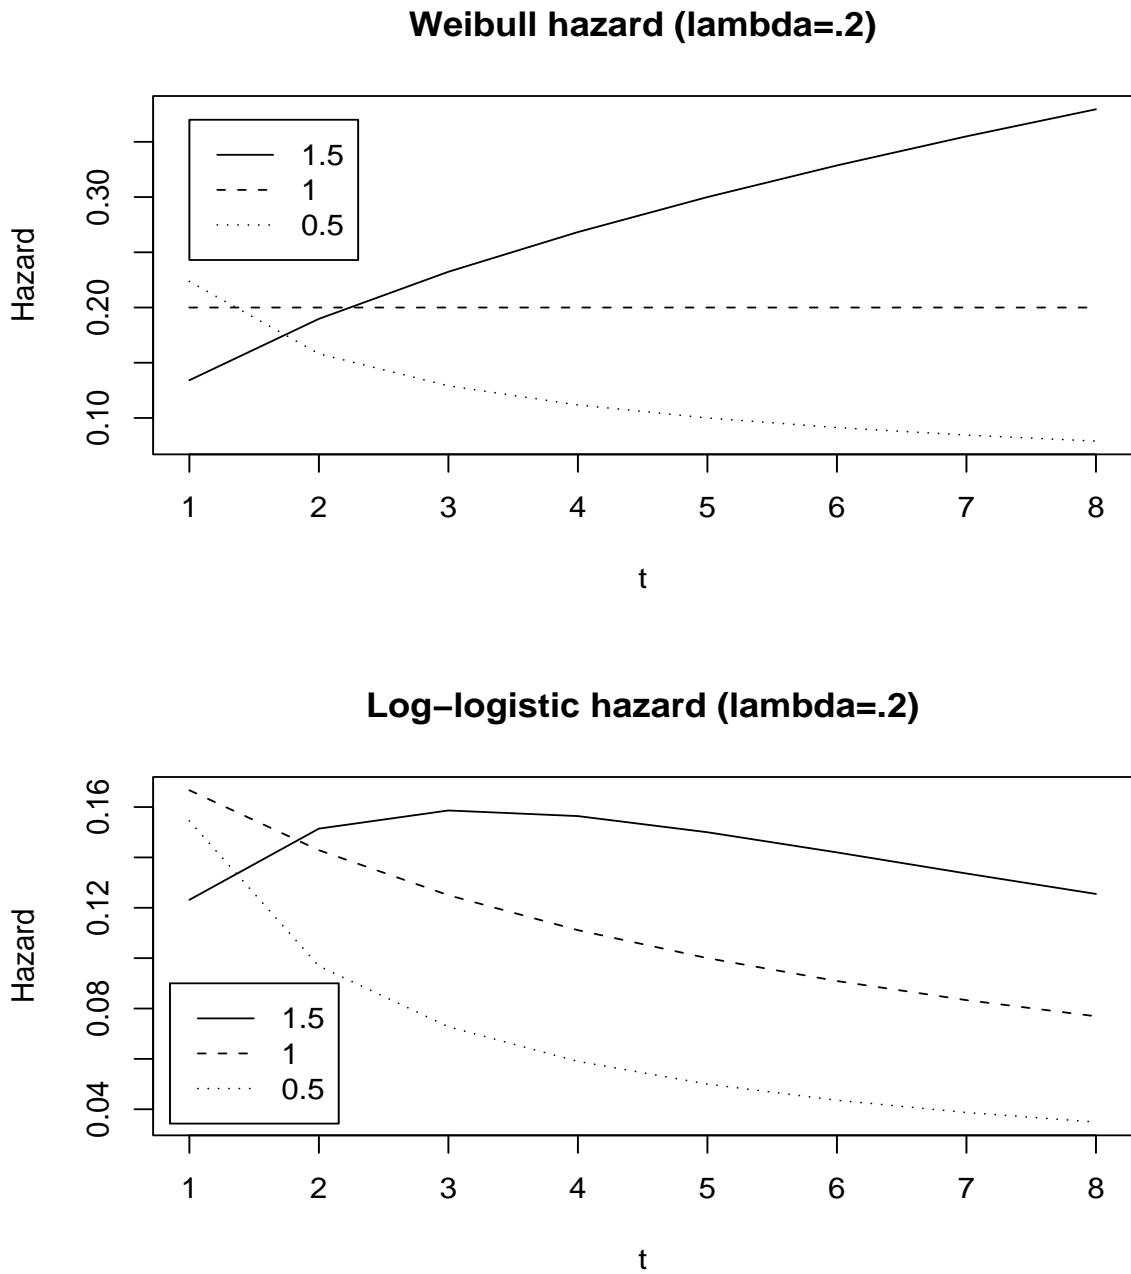 Weibull hazard (lambda=.2)
Hazard
0.10 0.20 0.30
1.5
1
0.5
1 2 3 4 5 6 7 8
t
Log−logistic hazard (lambda=.2)
Hazard
0.04 0.08 0.12 0.16
1.5
1
0.5
1 2 3 4 5 6 7 8
t